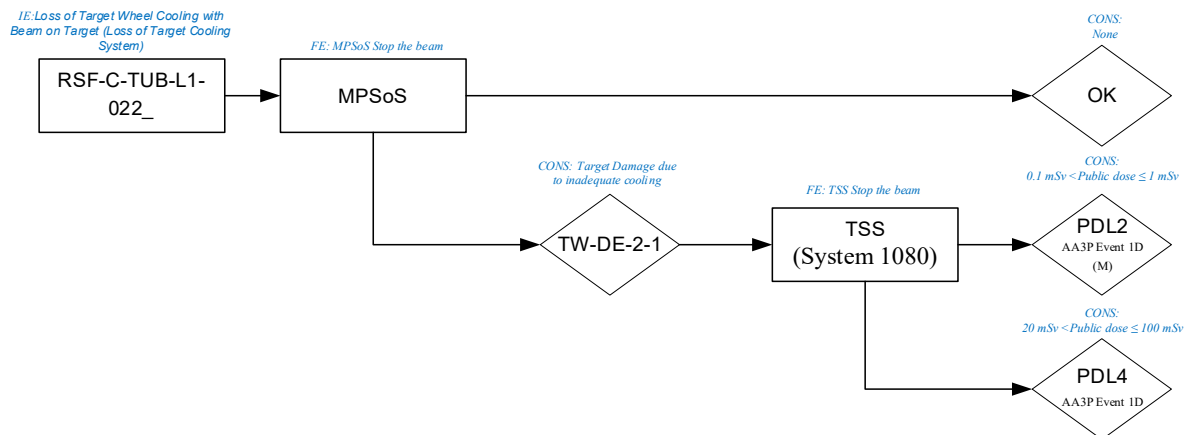 IE:Loss of Target Wheel Cooling with
Beam on Target (Loss of Target Cooling
System)
RSF-C-TUB-L1-
022_
FE: MPSoS Stop the beam
MPSoS
CONS:
None
OK
CONS: Target Damage due
to inadequate cooling
TW-DE-2-1
FE: TSS Stop the beam
TSS
(System 1080)
CONS:
0.1 mSv < Public dose ≤ 1 mSv
PDL2
AA3P Event 1D
(M)
CONS:
20 mSv < Public dose ≤ 100 mSv
PDL4
AA3P Event 1D